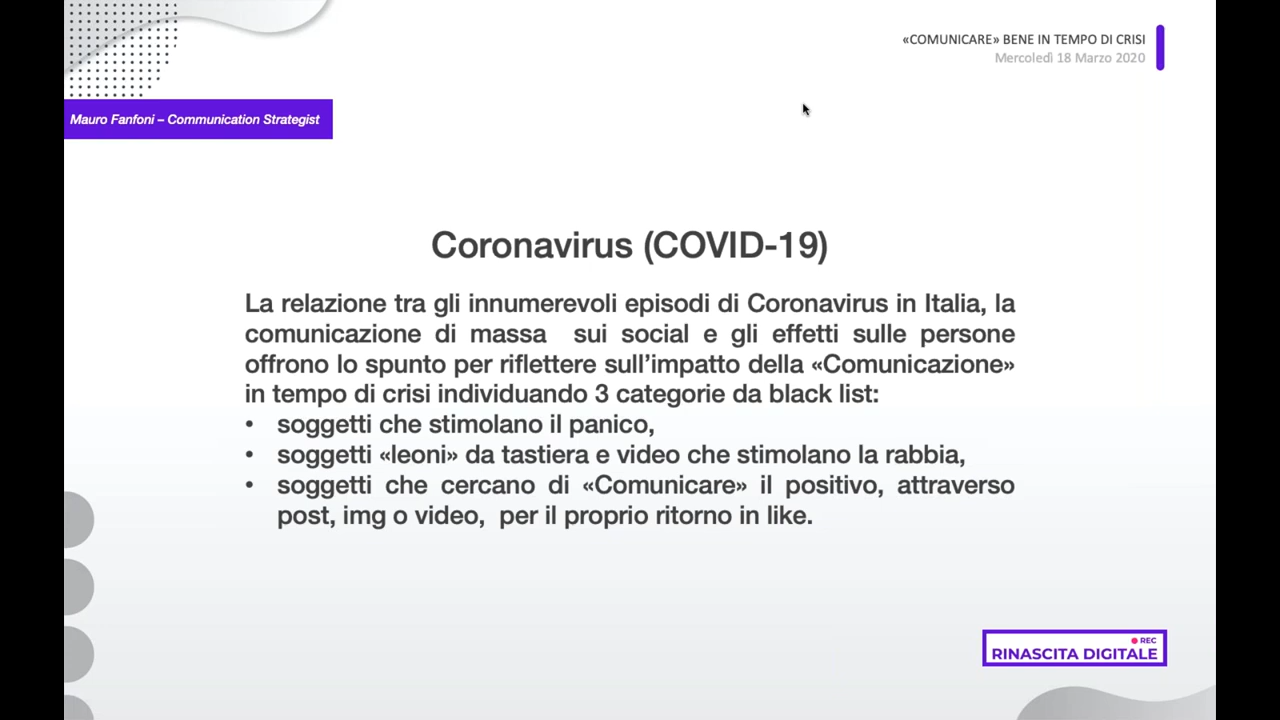 «COMUNICARE» BENE IN TEMPO DI CRISI
Mercoledì 18 Marzo 2020
Mauro Fanfoni – Communication Strategist
Coronavirus (COVID-19)
La relazione tra gli innumerevoli episodi di Coronavirus in Italia, la
comunicazione di massa  sui social e gli effetti sulle persone
offrono lo spunto per riflettere sull’impatto della «Comunicazione»
in tempo di crisi individuando 3 categorie da black list:
• soggetti che stimolano il panico,
• soggetti «leoni» da tastiera e video che stimolano la rabbia,
• soggetti che cercano di «Comunicare» il positivo, attraverso
post, img o video,  per il proprio ritorno in like.
REC
RINASCITA DIGITALE